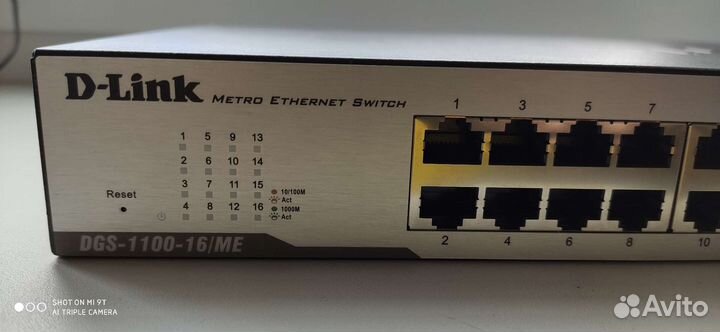 D-Link METRO ETHERNET SWITCH
1 3 5 7
1 5 9 13
2 6 10 14
3 7 11 15
4 8 12 16
10/100M
Act
1000M
Act
Reset
2 4 6 8 10
DGS-1100-16/ME
SHOT ON MI 9T
AI TRIPLE CAMERA
Avito